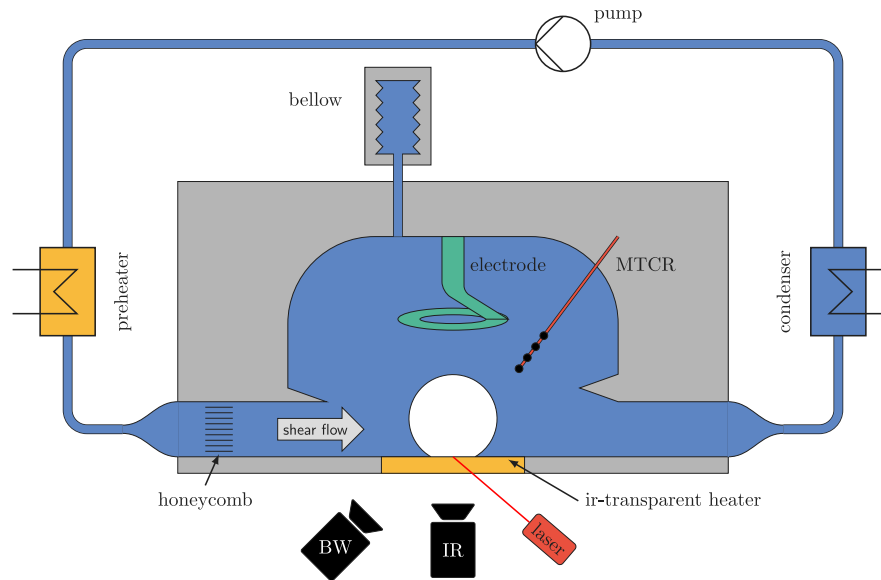 pump
bellow
electrode
MTCR
preheater
condenser
shear flow
honeycomb
ir-transparent heater
BW
IR
laser